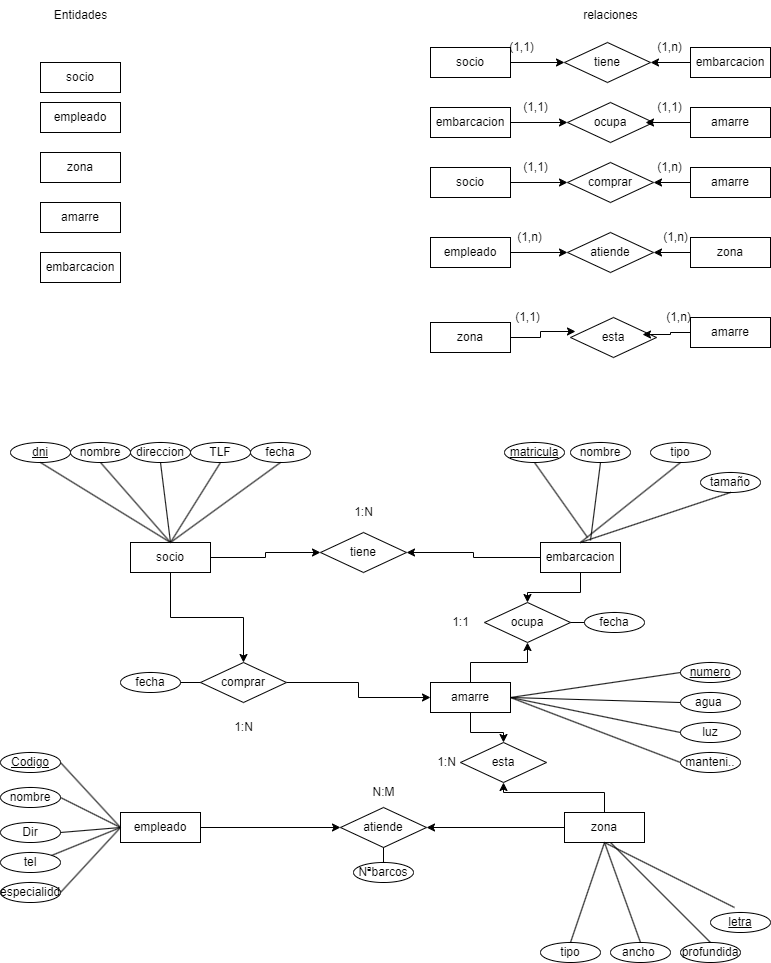 Entidades
relaciones
socio
empleado
zona
amarre
embarcacion
socio
(1,1)
tiene
(1,n)
embarcacion
embarcacion
(1,1)
ocupa
(1,1)
amarre
socio
(1,1)
comprar
(1,n)
amarre
empleado
(1,n)
atiende
(1,n)
zona
zona
(1,1)
esta
(1,n)
amarre
dni
nombre
direccion
TLF
fecha
matricula
nombre
tipo
tamaño
1:N
socio
tiene
embarcacion
1:1
ocupa
fecha
fecha
comprar
amarre
numero
agua
luz
manteni..
1:N
1:N
esta
Codigo
nombre
Dir
tel
especialidd
empleado
N:M
atiende
Nªbarcos
zona
letra
tipo
ancho
profundida